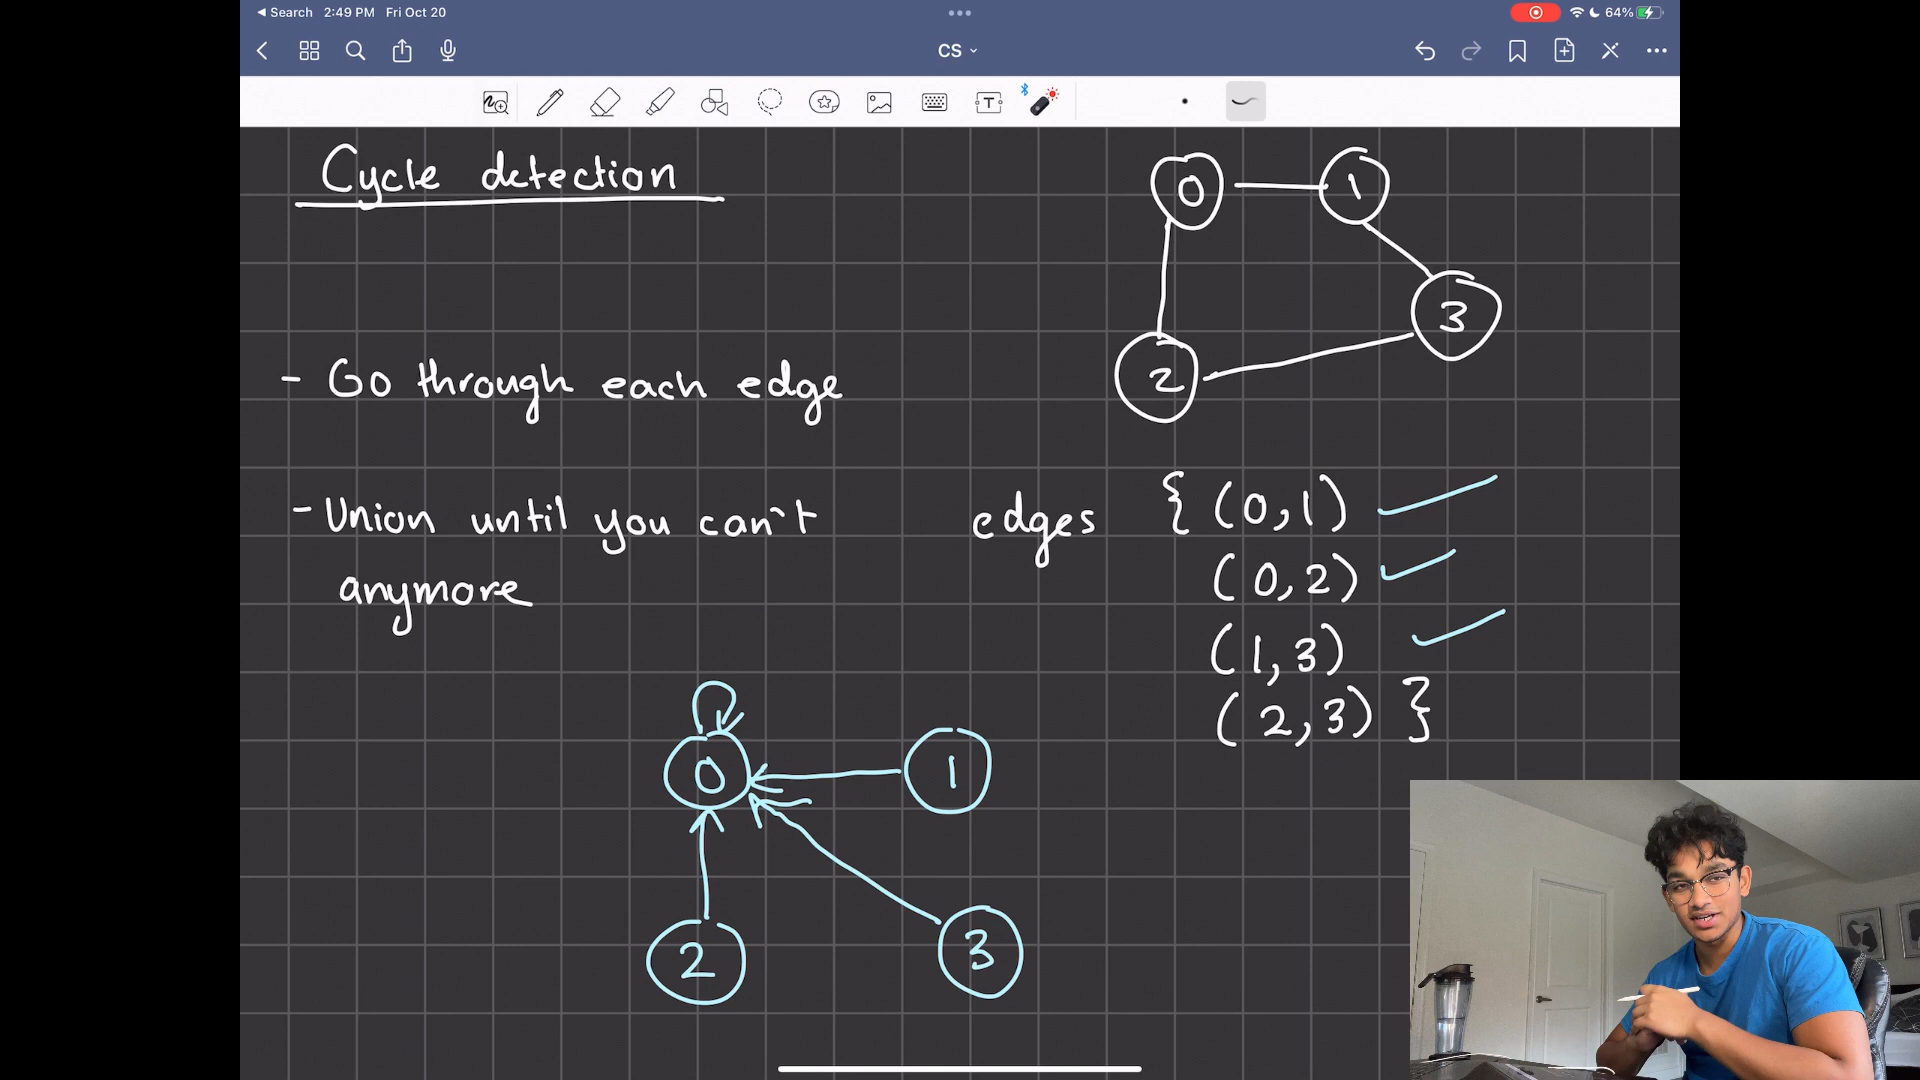 Search 2:49 PM Fri Oct 20
64%
CS
T
Cycle detection
0
1
3
2
- Go through each edge
- Union until you can't
anymore
edges { (0,1)
(0,2)
(1,3)
(2,3) }
0
1
2
3